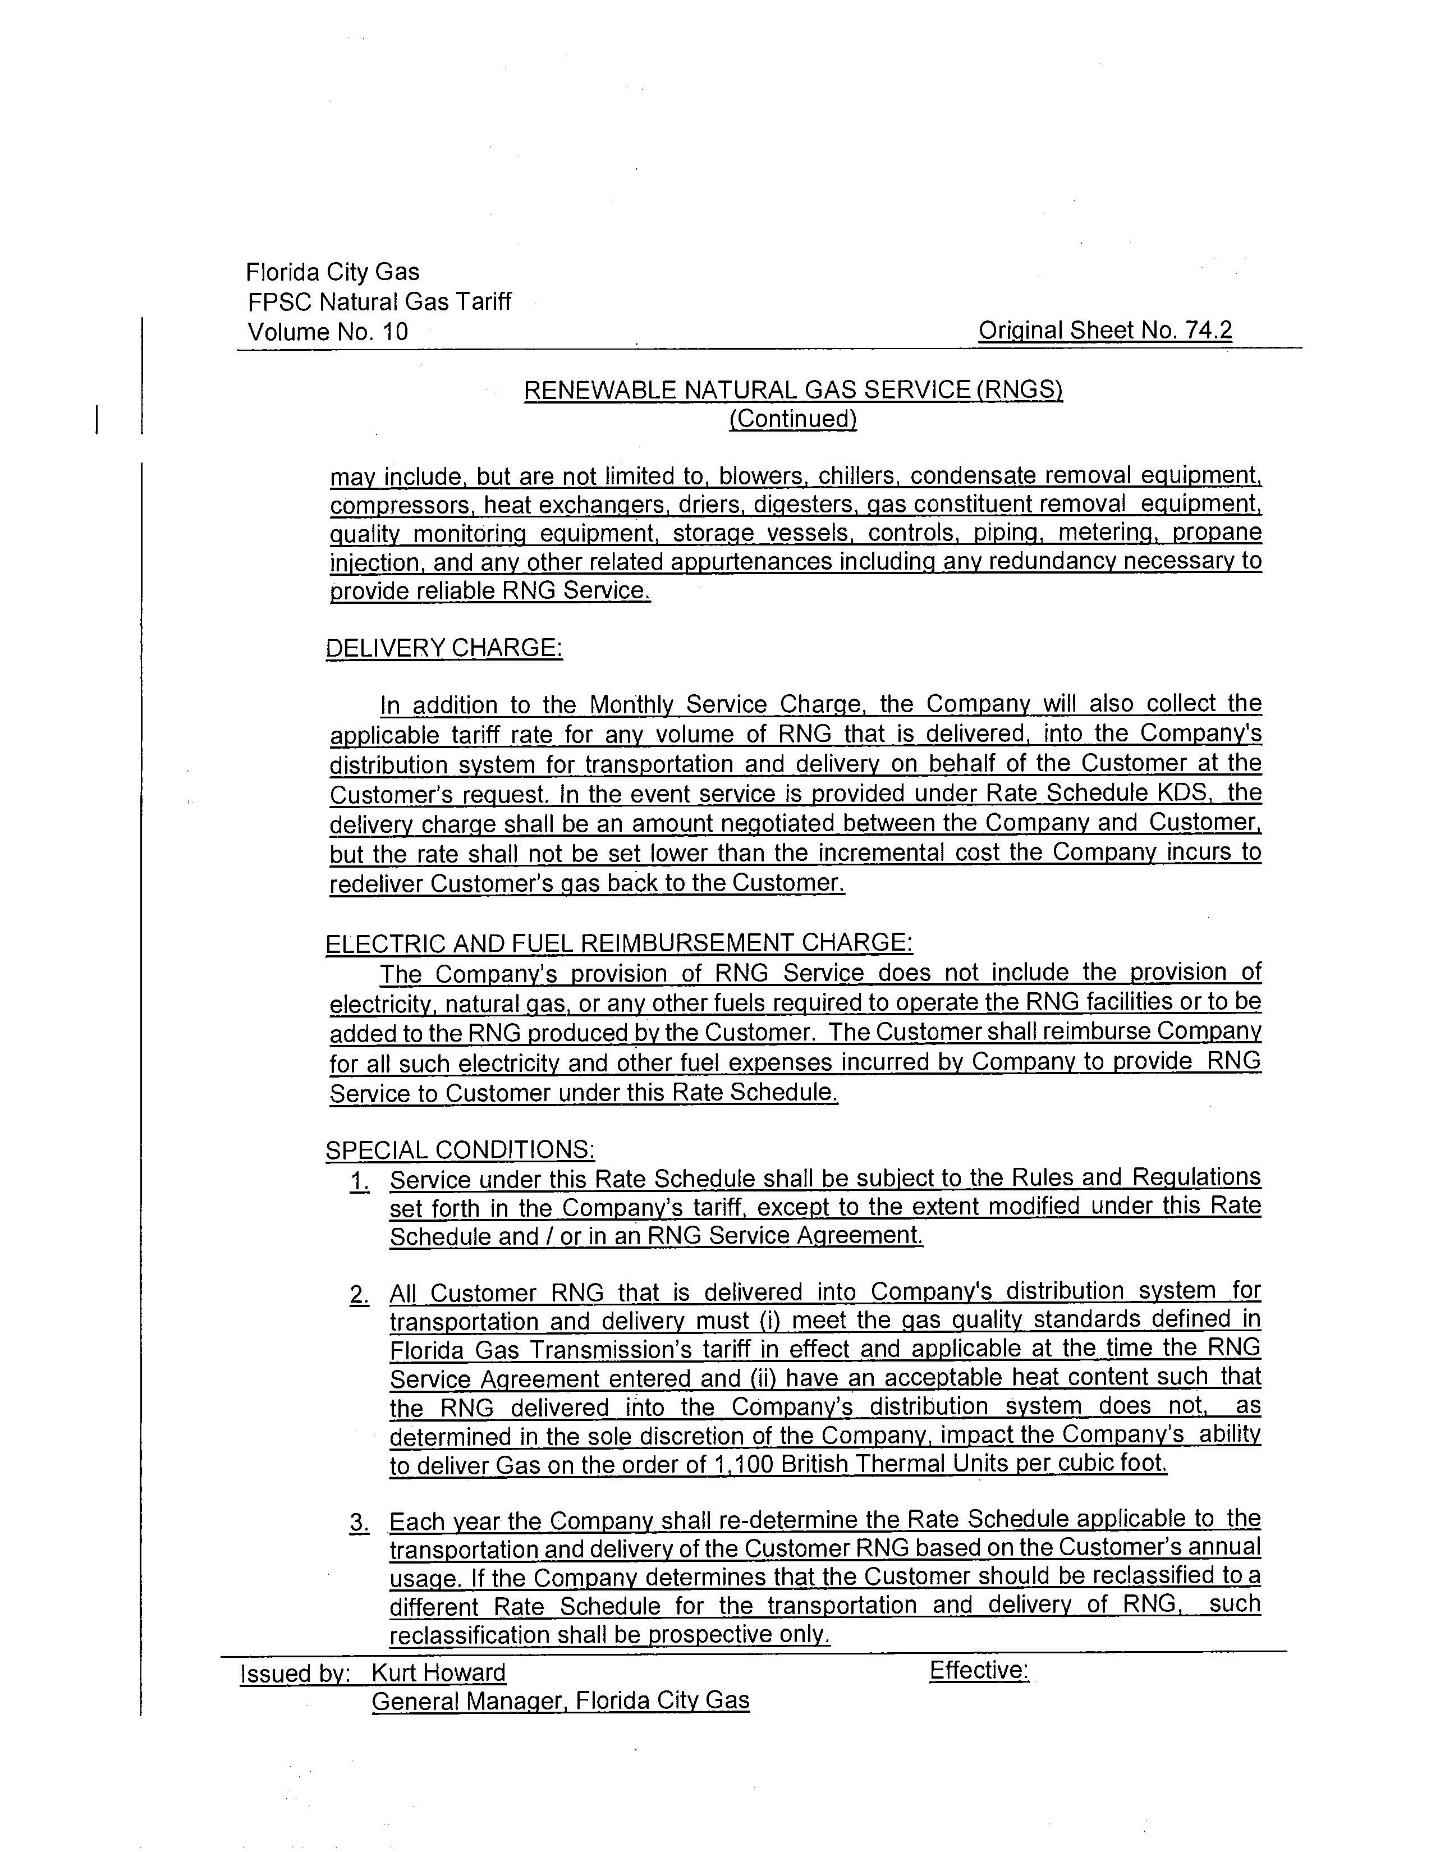 Florida City Gas
FPSC Natural Gas Tariff
Volume No. 10
Original Sheet No. 74.2
RENEWABLE NATURAL GAS SERVICE (RNGS)
(Continued)
may include, but are not limited to, blowers, chillers, condensate removal equipment,
compressors, heat exchangers, driers, digesters, gas constituent removal equipment,
quality monitoring equipment, storage vessels, controls, piping, metering, propane
injection, and any other related appurtenances including any redundancy necessary to
provide reliable RNG Service.
DELIVERY CHARGE:
In addition to the Monthly Service Charge, the Company will also collect the
applicable tariff rate for any volume of RNG that is delivered, into the Company's
distribution system for transportation and delivery on behalf of the Customer at the
Customer's request. In the event service is provided under Rate Schedule KDS, the
delivery charge shall be an amount negotiated between the Company and Customer,
but the rate shall not be set lower than the incremental cost the Company incurs to
redeliver Customer's gas back to the Customer.
ELECTRIC AND FUEL REIMBURSEMENT CHARGE:
The Company's provision of RNG Service does not include the provision of
electricity, natural gas, or any other fuels required to operate the RNG facilities or to be
added to the RNG produced by the Customer. The Customer shall reimburse Company
for all such electricity and other fuel expenses incurred by Company to provide RNG
Service to Customer under this Rate Schedule.
SPECIAL CONDITIONS:
1. Service under this Rate Schedule shall be subject to the Rules and Regulations
set forth in the Company's tariff, except to the extent modified under this Rate
Schedule and / or in an RNG Service Agreement.
2. All Customer RNG that is delivered into Company's distribution system for
transportation and delivery must (i) meet the gas quality standards defined in
Florida Gas Transmission's tariff in effect and applicable at the time the RNG
Service Agreement entered and (ii) have an acceptable heat content such that
the RNG delivered into the Company's distribution system does not, as
determined in the sole discretion of the Company, impact the Company's ability
to deliver Gas on the order of 1,100 British Thermal Units per cubic foot.
3. Each year the Company shall re-determine the Rate Schedule applicable to the
transportation and delivery of the Customer RNG based on the Customer's annual
usage. If the Company determines that the Customer should be reclassified to a
different Rate Schedule for the transportation and delivery of RNG, such
reclassification shall be prospective only.
Issued by: Kurt Howard
Effective:
General Manager, Florida City Gas